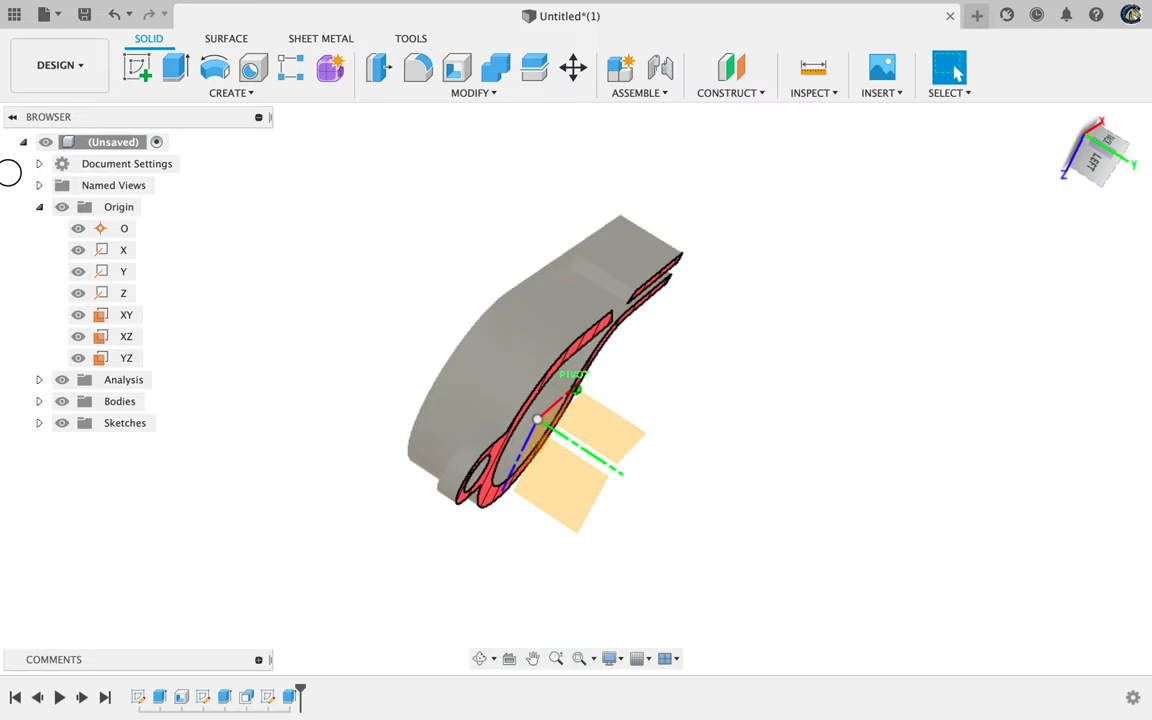 Untitled*(1)
DESIGN
SOLID
SURFACE
SHEET METAL
TOOLS
CREATE
MODIFY
ASSEMBLE
CONSTRUCT
INSPECT
INSERT
SELECT
BROWSER
(Unsaved)
Document Settings
Named Views
Origin
O
X
Y
Z
XY
XZ
YZ
Analysis
Bodies
Sketches
PIVOT
X
LEFT
Y
Z
COMMENTS